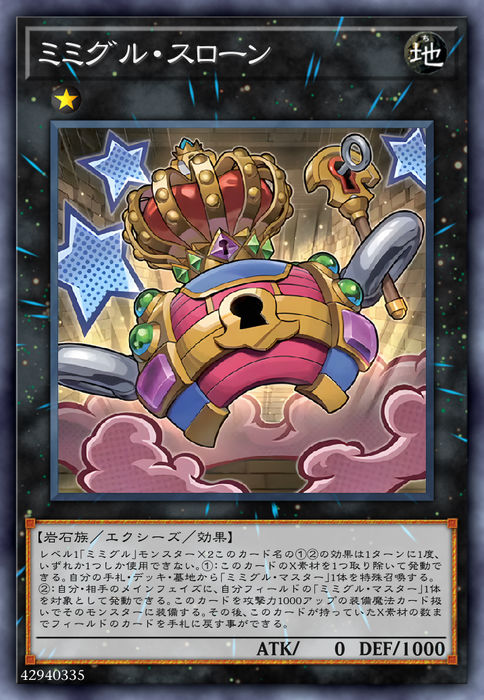 ミミグル・スローン
ち
地
【岩石族／エクシーズ／効果】
レベル1「ミミグル」モンスター×2このカード名の①②の効果は1ターンに1度、
いずれか1つしか使用できない。①：このカードのX素材を1つ取り除いて発動で
きる。自分の手札・デッキ・墓地から「ミミグル・マスター」1体を特殊召喚する。
②：自分・相手のメインフェイズに、自分フィールドの「ミミグル・マスター」1体
を対象として発動できる。このカードを攻撃力1000アップの装備魔法カード扱
いでそのモンスターに装備する。その後、このカードが持っていたX素材の数ま
でフィールドのカードを手札に戻す事ができる。
ATK/ 0 DEF/1000
42940335